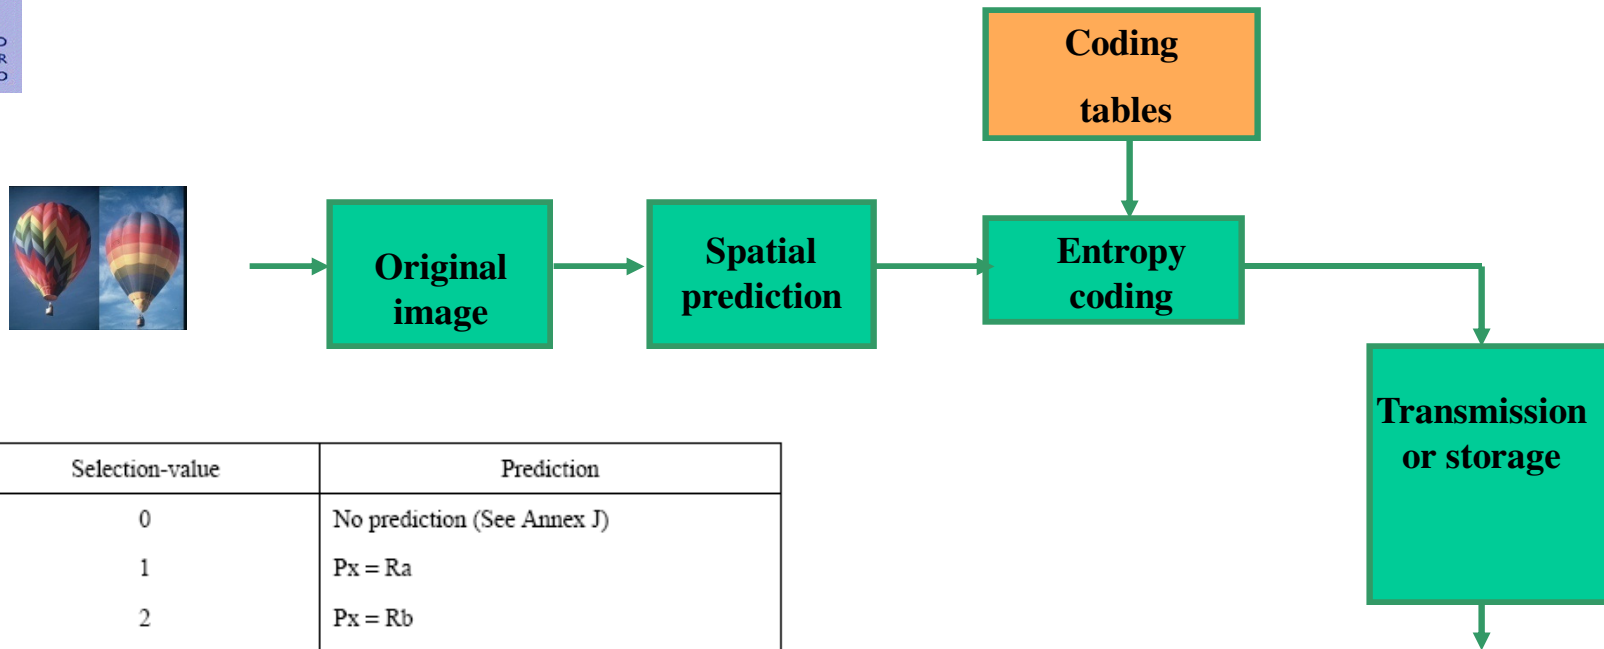 O
R
O
Coding
tables
Original
image
Spatial
prediction
Entropy
coding
Transmission
or storage
Selection-value Prediction
0 No prediction (See Annex J)
1 Px = Ra
2 Px = Rb